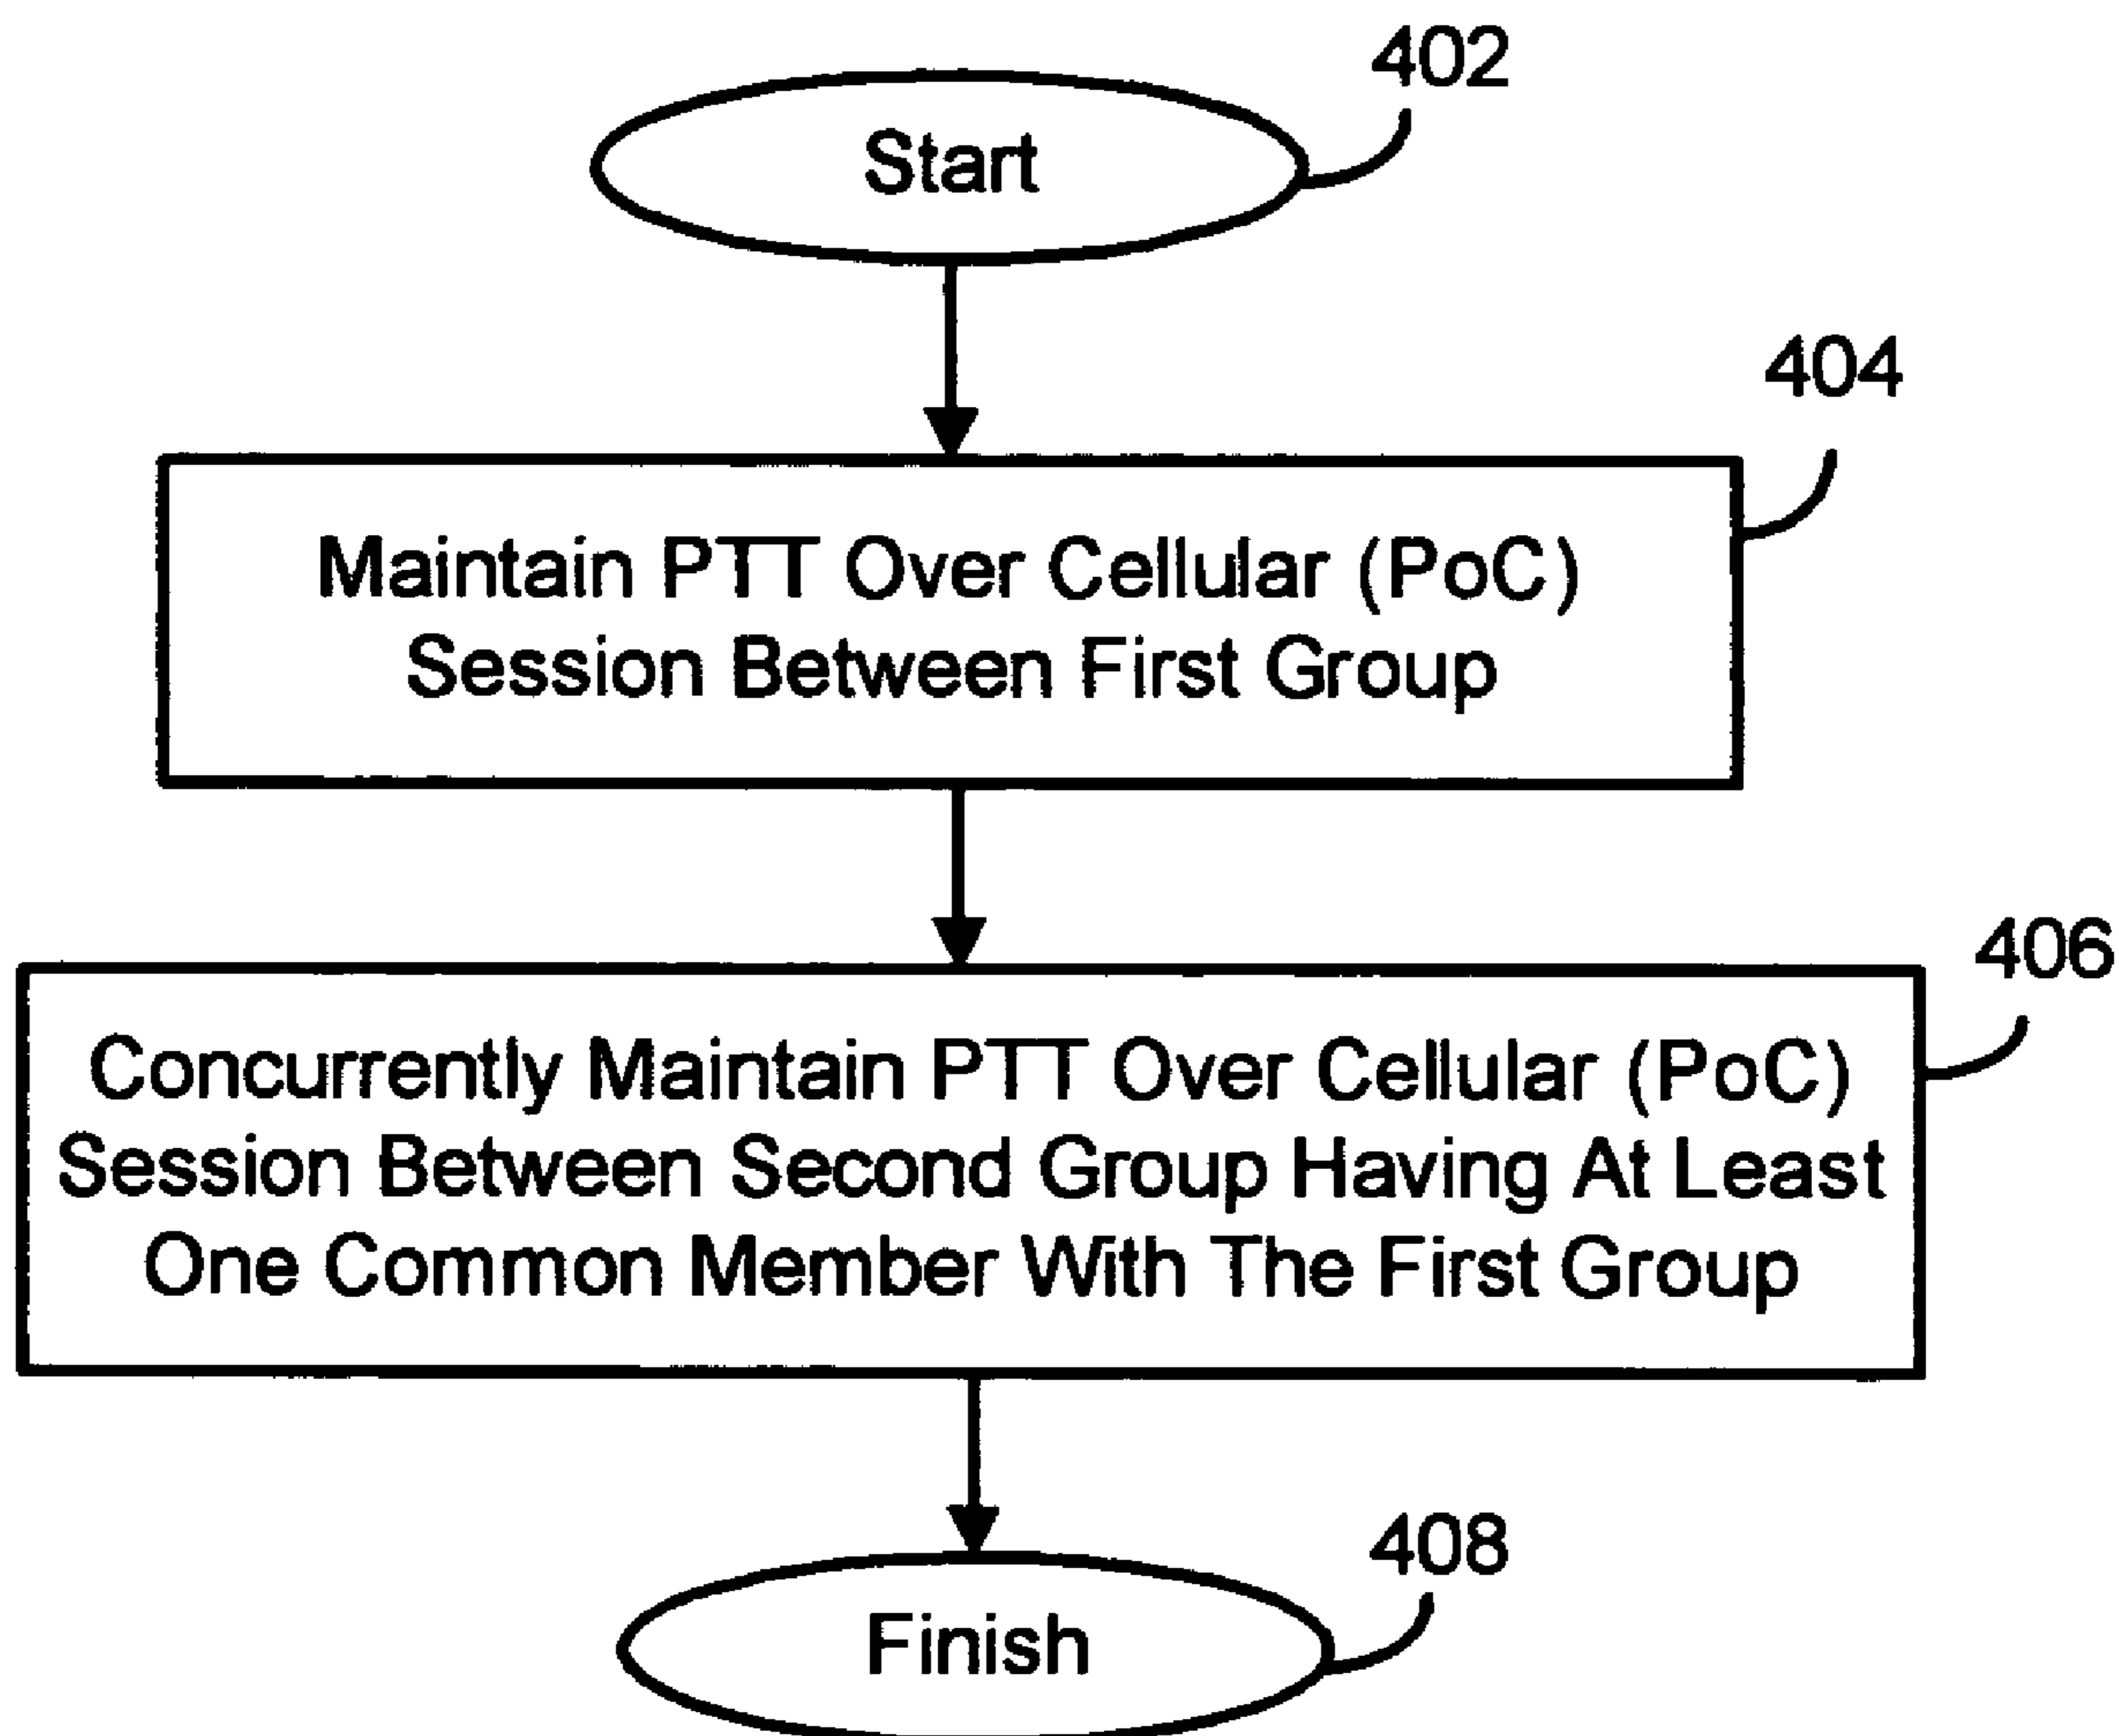 402
Start
404
Maintain PTT Over Cellular (PoC)
Session Between First Group
406
Concurrently Maintain PTT Over Cellular (PoC)
Session Between Second Group Having At Least
One Common Member With The First Group
408
Finish